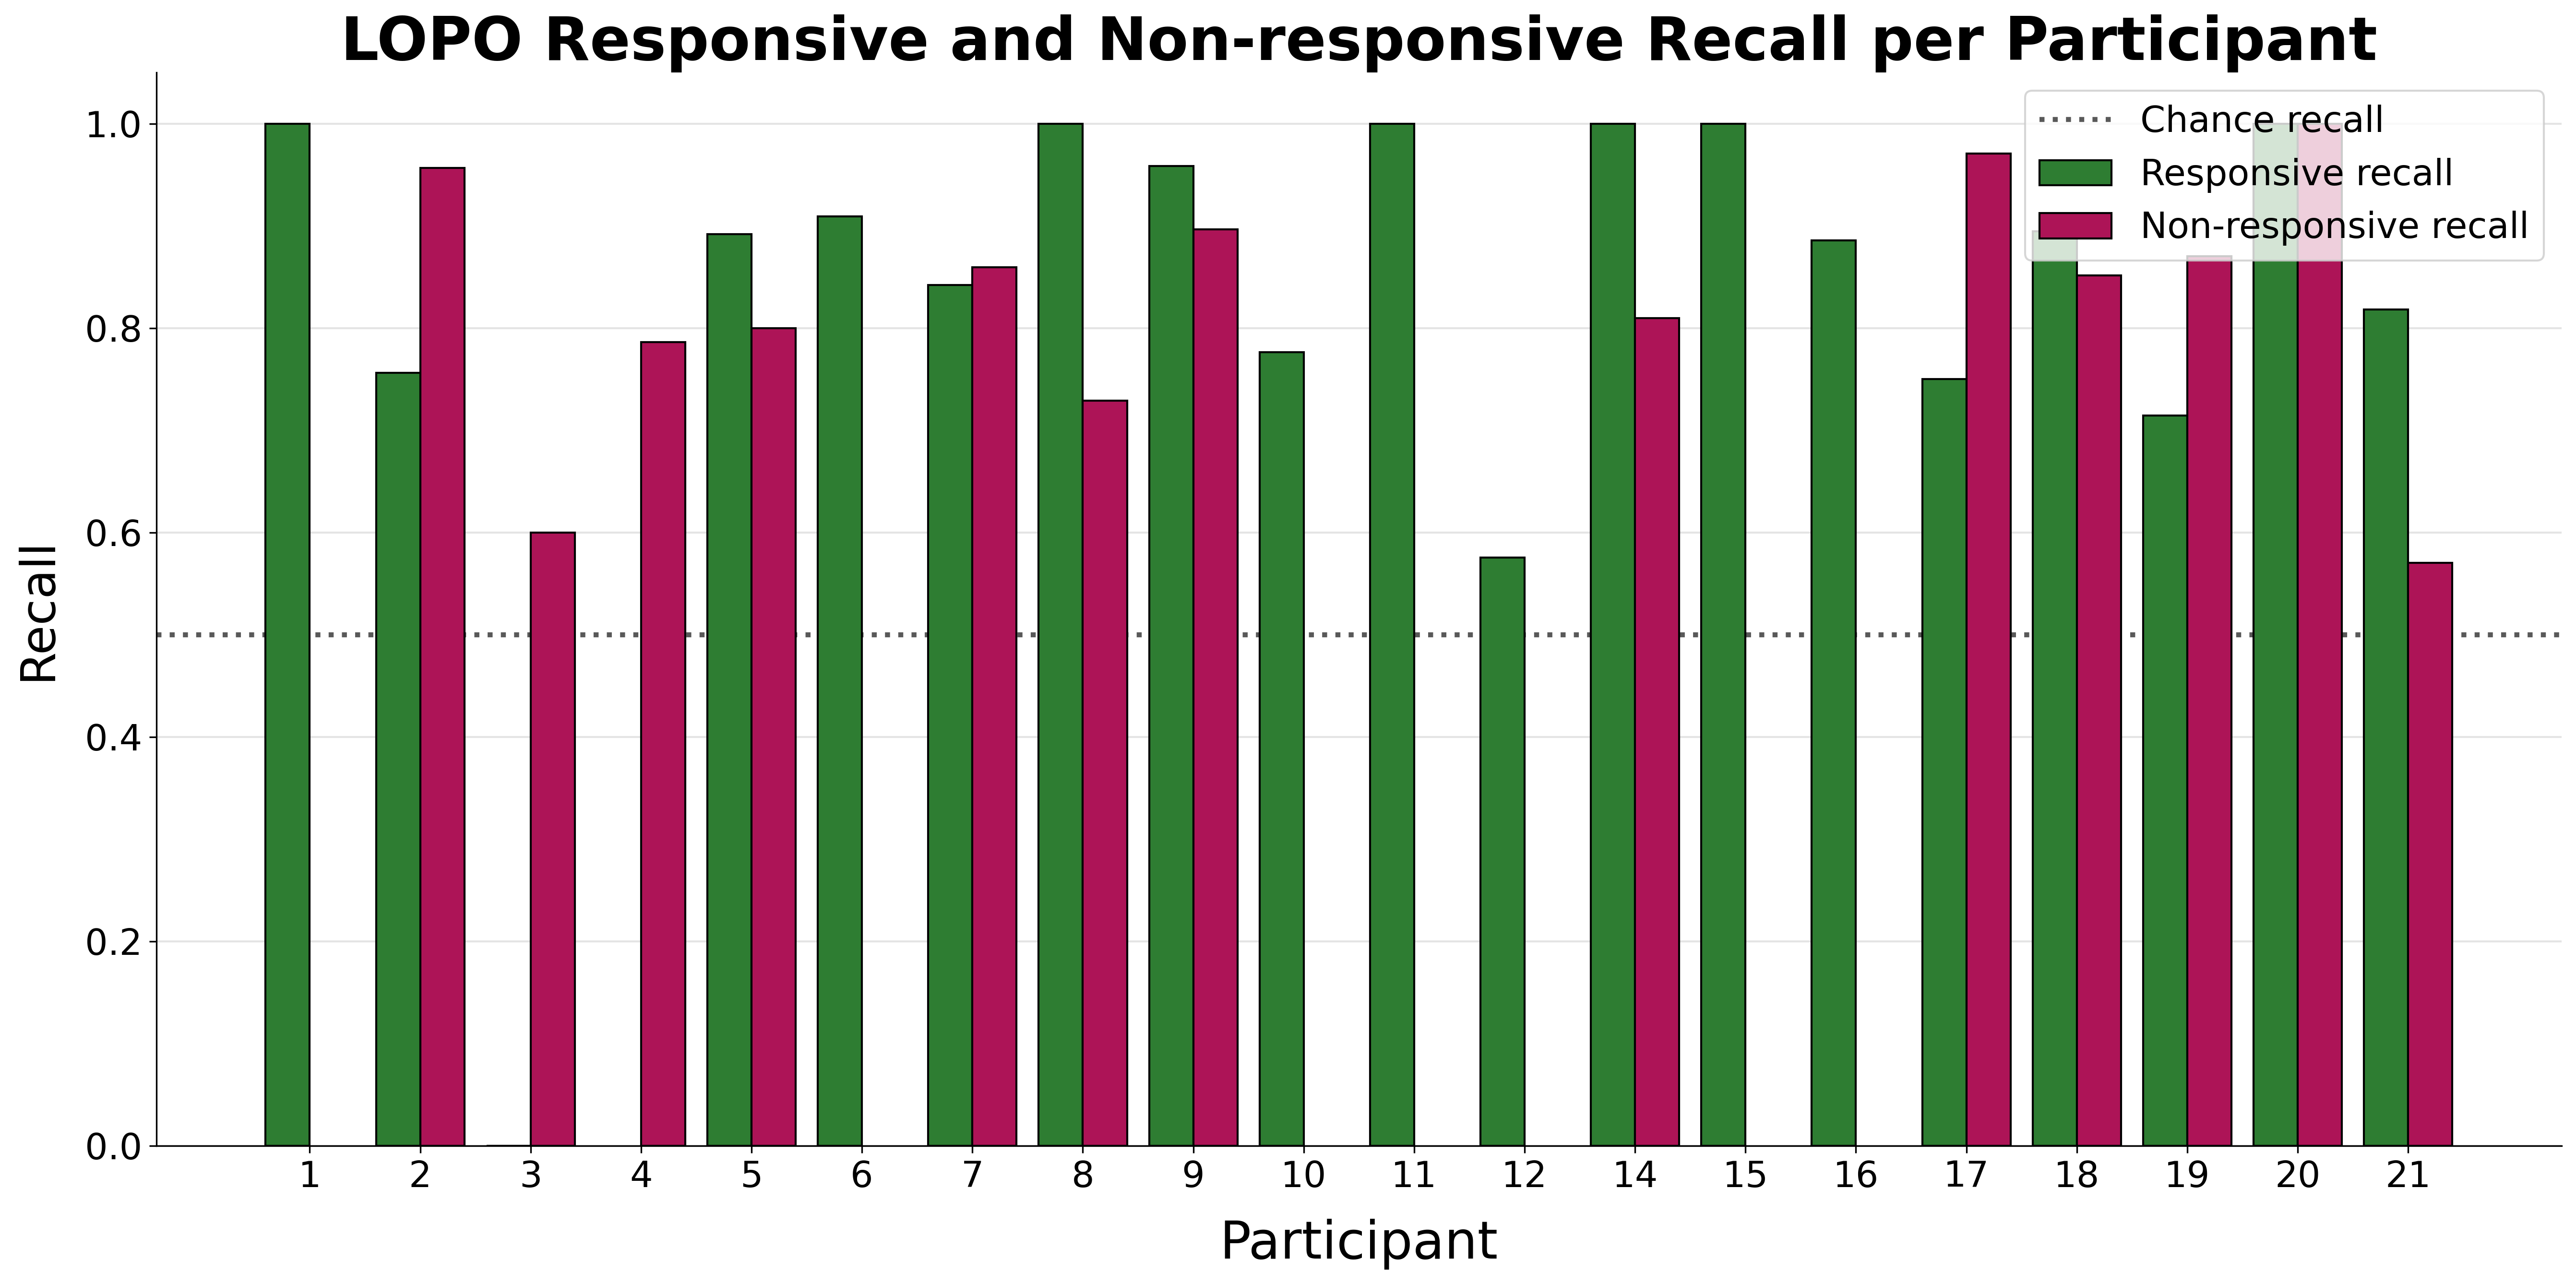 LOPO Responsive and Non-responsive Recall per Participant
Chance recall
Responsive recall
Non-responsive recall
Recall
1.0
0.8
0.6
0.4
0.2
0.0
1 2 3 4 5 6 7 8 9 10 11 12 14 15 16 17 18 19 20 21
Participant